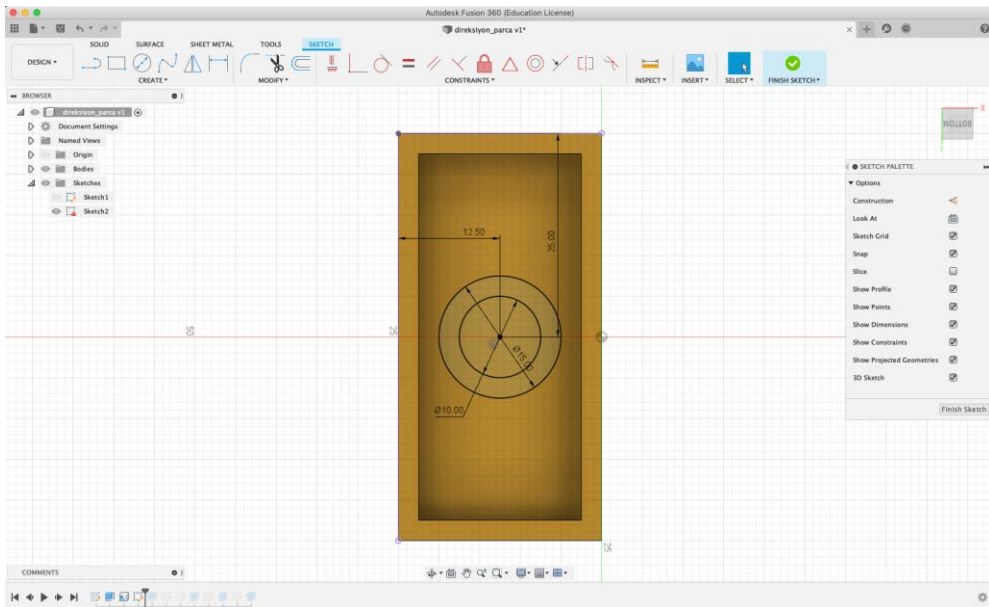 Autodesk Fusion 360 (Education License)
direksiyon_parca v1*
SOLID SURFACE SHEET METAL TOOLS SKETCH
DESIGN
CREATE MODIFY CONSTRAINTS INSPECT INSERT SELECT FINISH SKETCH
BROWSER
direksiyon_parca v1
Document Settings
Named Views
Origin
Bodies
Sketches
Sketch1
Sketch2
BOTTOM
X
SKETCH PALETTE
Options
Construction
Look At
Sketch Grid
Snap
Slice
Show Profile
Show Points
Show Dimensions
Show Constraints
Show Projected Geometries
3D Sketch
Finish Sketch
12.50
25.00
50
25
Ø15.00
Ø10.00
25
COMMENTS